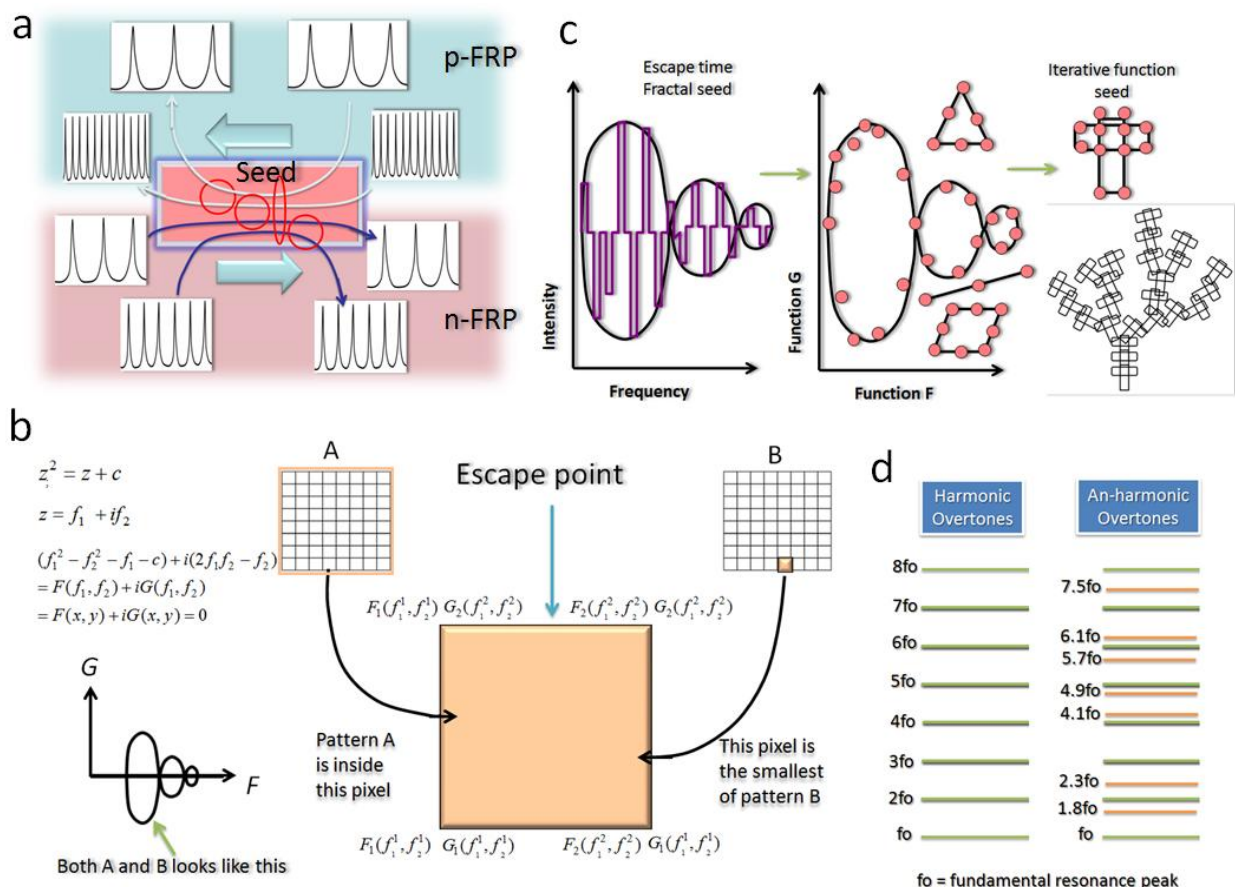 a
p-FRP
Seed
n-FRP
c
Escape time
Fractal seed
Intensity
Frequency
Function G
Function F
Iterative function
seed
b
z² = z + c
z = f₁ + if₂
(f₁² − f₂² − f₁ − c) + i(2f₁f₂ − f₂)
= F(f₁, f₂) + iG(f₁, f₂)
= F(x, y) + iG(x, y) = 0
G
F
Both A and B looks like this
A
Escape point
B
F₁(f₁¹, f₂¹) G₂(f₁², f₂²) F₂(f₁², f₂²) G₂(f₁², f₂²)
Pattern A
is inside
this pixel
This pixel is
the smallest
of pattern B
F₁(f₁¹, f₂¹) G₁(f₁¹, f₂¹) F₂(f₁², f₂²) G₁(f₁¹, f₂¹)
d
Harmonic
Overtones
8fo
7fo
6fo
5fo
4fo
3fo
2fo
fo
An-harmonic
Overtones
7.5fo
6.1fo
5.7fo
4.9fo
4.1fo
2.3fo
1.8fo
fo
fo = fundamental resonance peak